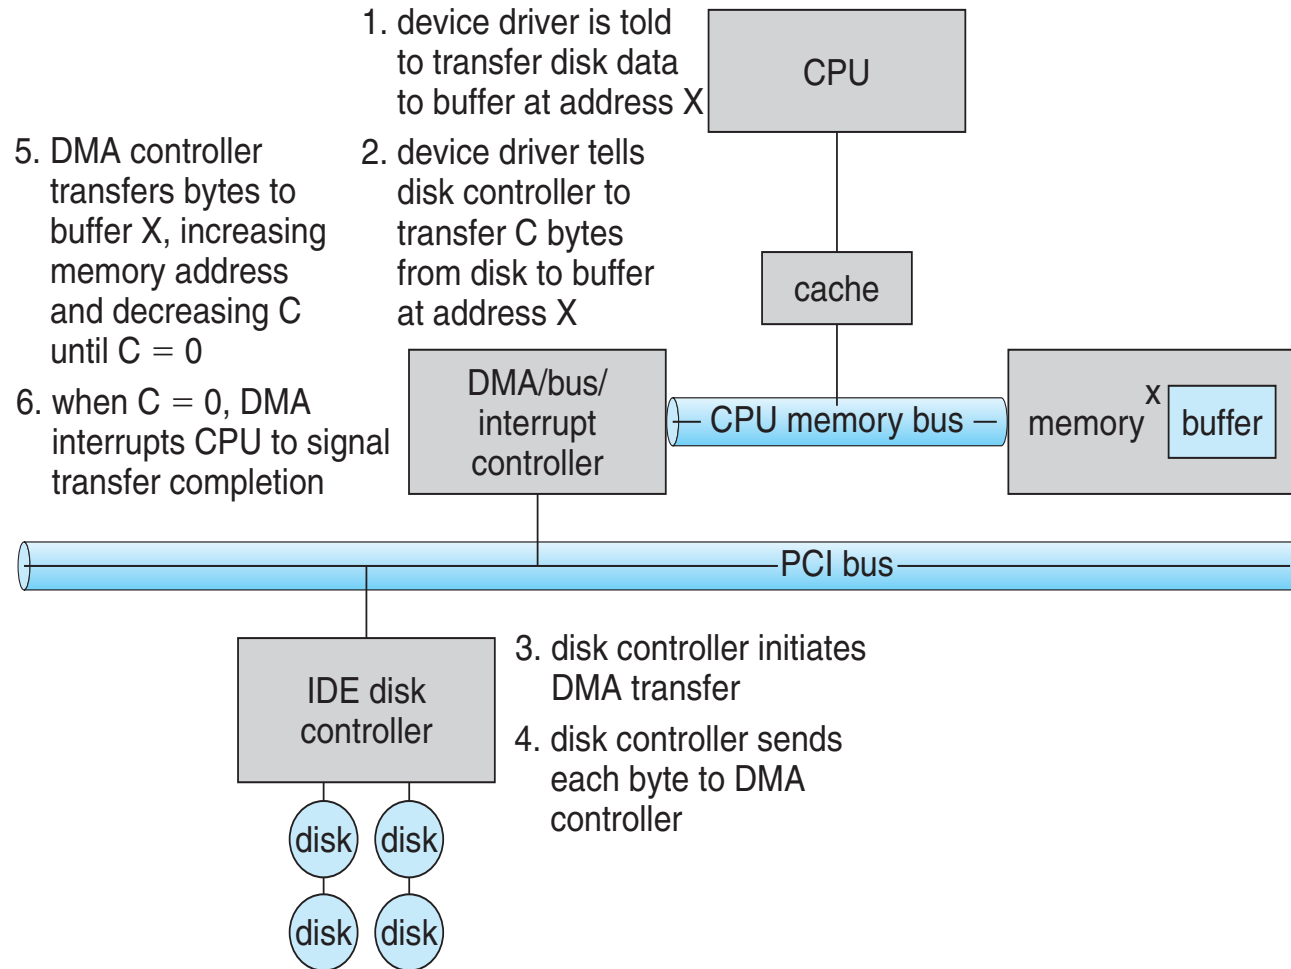 1. device driver is told
to transfer disk data
to buffer at address X
CPU
5. DMA controller
transfers bytes to
buffer X, increasing
memory address
and decreasing C
until C = 0
2. device driver tells
disk controller to
transfer C bytes
from disk to buffer
at address X
cache
6. when C = 0, DMA
interrupts CPU to signal
transfer completion
DMA/bus/
interrupt
controller
CPU memory bus
memory
x
buffer
PCI bus
IDE disk
controller
3. disk controller initiates
DMA transfer
4. disk controller sends
each byte to DMA
controller
disk
disk
disk
disk